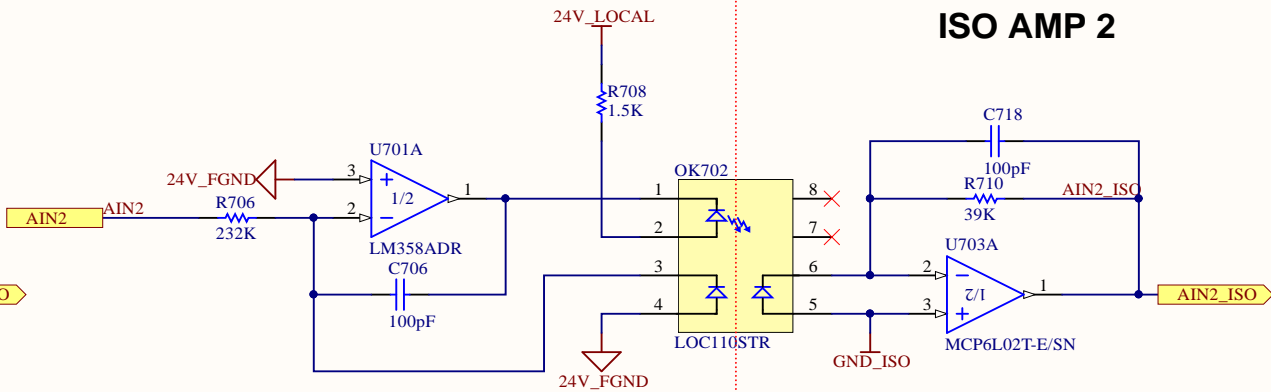 24V_LOCAL
ISO AMP 2
R708
1.5K
C718
100pF
U701A
3
1/2
1
2
LM358ADR
24V_FGND
R706
232K
AIN2
AIN2
C706
100pF
O
OK702
1
2
3
4
8
7
6
5
LOC110STR
24V_FGND
R710
39K
AIN2_ISO
U703A
2
3
1/2
1
MCP6L02T-E/SN
GND_ISO
AIN2_ISO